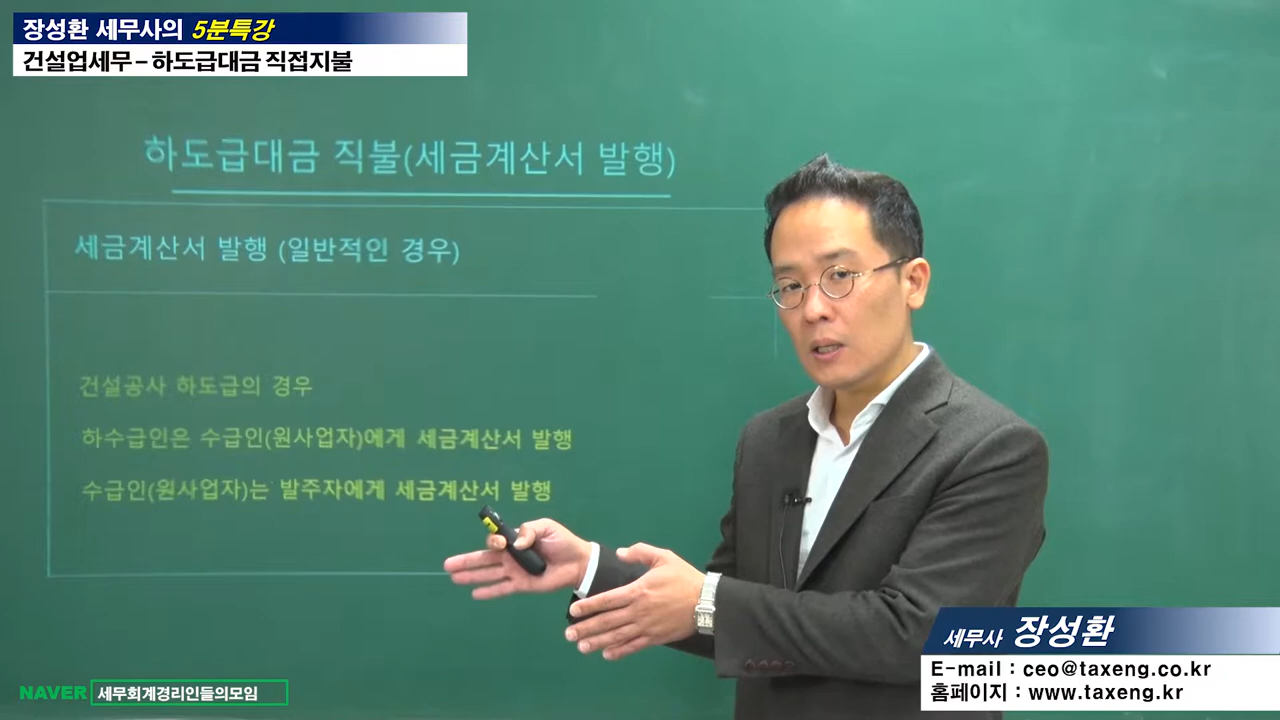 장성환 세무사의 5분특강
건설업세무 – 하도급대금 직접지불
하도급대금 직불(세금계산서 발행)
세금계산서 발행 (일반적인 경우)
건설공사 하도급의 경우
하수급인은 수급인(원사업자)에게 세금계산서 발행
수급인(원사업자)는 발주자에게 세금계산서 발행
세무사 장성환
E-mail : ceo@taxeng.co.kr
홈페이지 : www.taxeng.kr
NAVER 세무회계경리인들의모임